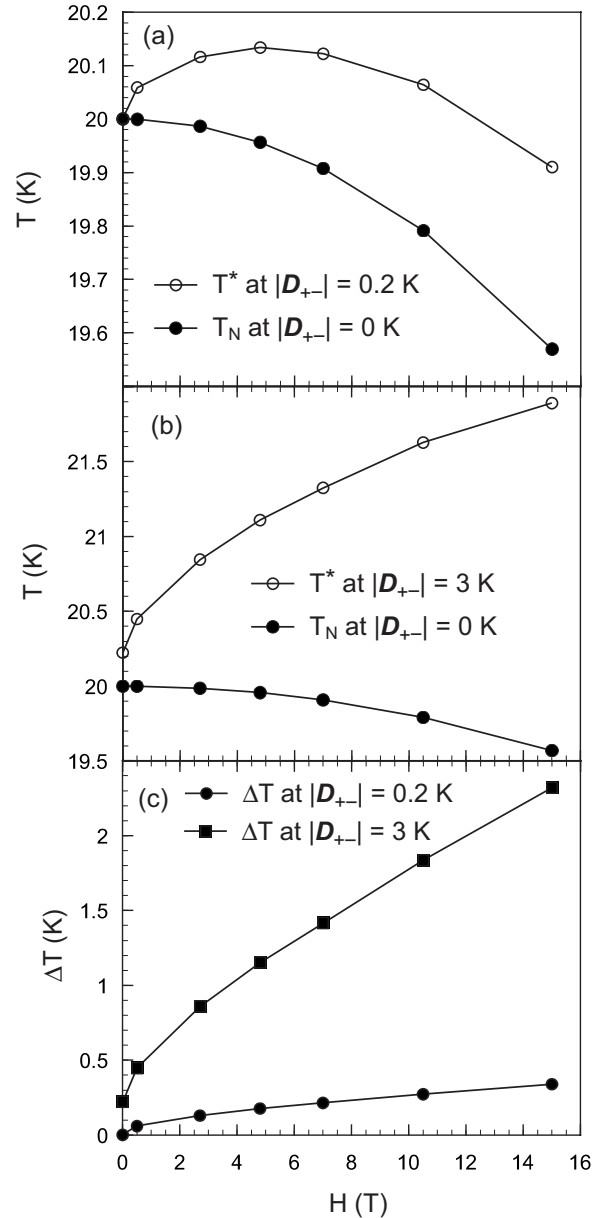 20.2
(a)
20.1
20
19.9
19.8
19.7
19.6
T (K)
T* at |D+−| = 0.2 K
TN at |D+−| = 0 K
(b)
21.5
21
20.5
20
19.5
T (K)
T* at |D+−| = 3 K
TN at |D+−| = 0 K
(c)
ΔT at |D+−| = 0.2 K
ΔT at |D+−| = 3 K
2
1.5
1
0.5
0
ΔT (K)
0 2 4 6 8 10 12 14 16
H (T)